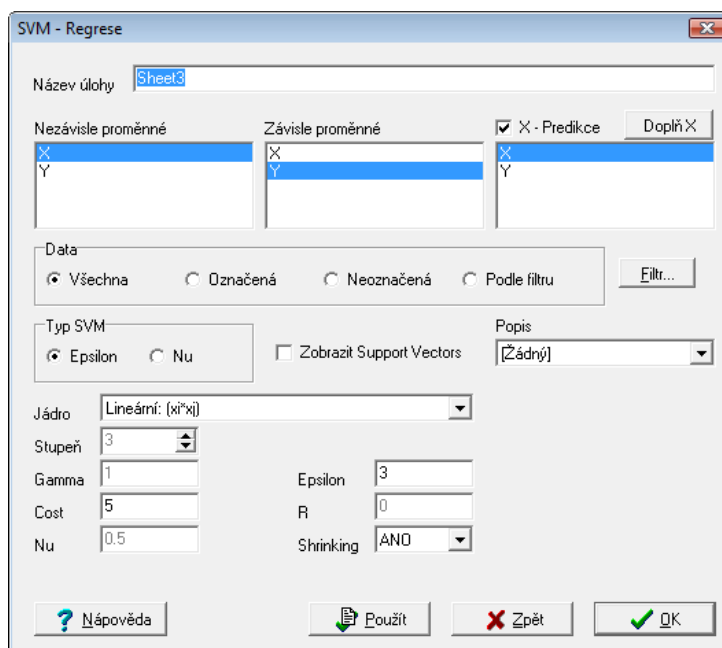 SVM - Regrese
Název úlohy Sheet3
Nezávisle proměnné Závisle proměnné X - Predikce Doplň X
X X X
Y Y Y
Data
Všechna Označená Neoznačená Podle filtru Filtr...
Typ SVM Popis
Epsilon Nu Zobrazit Support Vectors [Žádný]
Jádro Lineární: (xi*xj)
Stupeň 3
Gamma 1 Epsilon 3
Cost 5 R 0
Nu 0.5 Shrinking ANO
Nápověda Použít Zpět OK